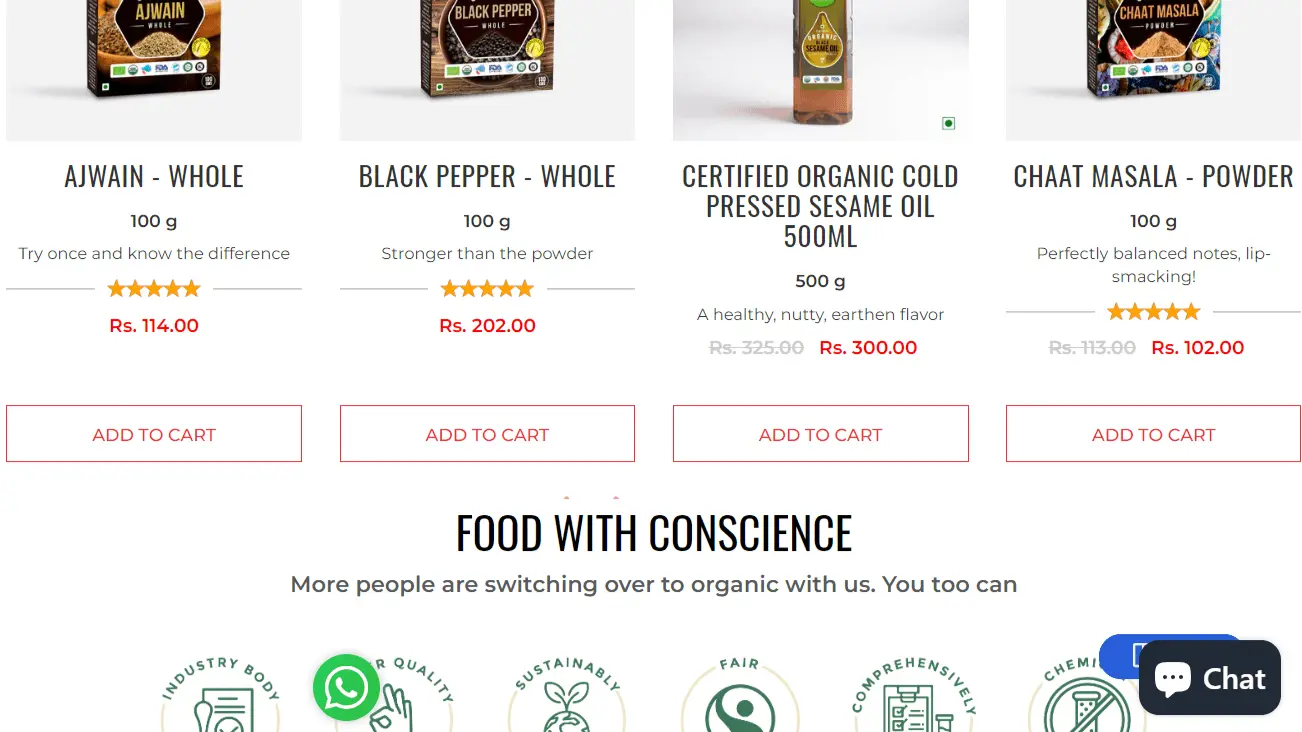 AJWAIN
WHOLE
FDA
BLACK PEPPER
WHOLE
FDA
ORGANIC
SESAME OIL
CHAAT MASALA
POWDER
FDA
AJWAIN - WHOLE
100 g
Try once and know the difference
Rs. 114.00
ADD TO CART
BLACK PEPPER - WHOLE
100 g
Stronger than the powder
Rs. 202.00
ADD TO CART
CERTIFIED ORGANIC COLD
PRESSED SESAME OIL
500ML
500 g
A healthy, nutty, earthen flavor
Rs. 325.00 Rs. 300.00
ADD TO CART
CHAAT MASALA - POWDER
100 g
Perfectly balanced notes, lip-
smacking!
Rs. 113.00 Rs. 102.00
ADD TO CART
FOOD WITH CONSCIENCE
More people are switching over to organic with us. You too can
INDUSTRY BODY
QUALITY
SUSTAINABLY
FAIR
COMPREHENSIVELY
Chat